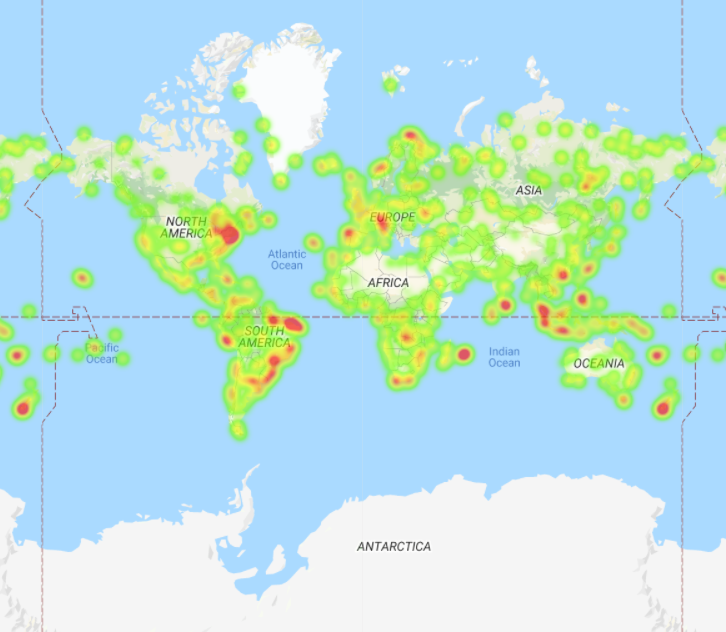 ASIA
NORTH
AMERICA
EUROPE
Atlantic
Ocean
AFRICA
SOUTH
AMERICA
Pacific
Ocean
Indian
Ocean
OCEANIA
ANTARCTICA